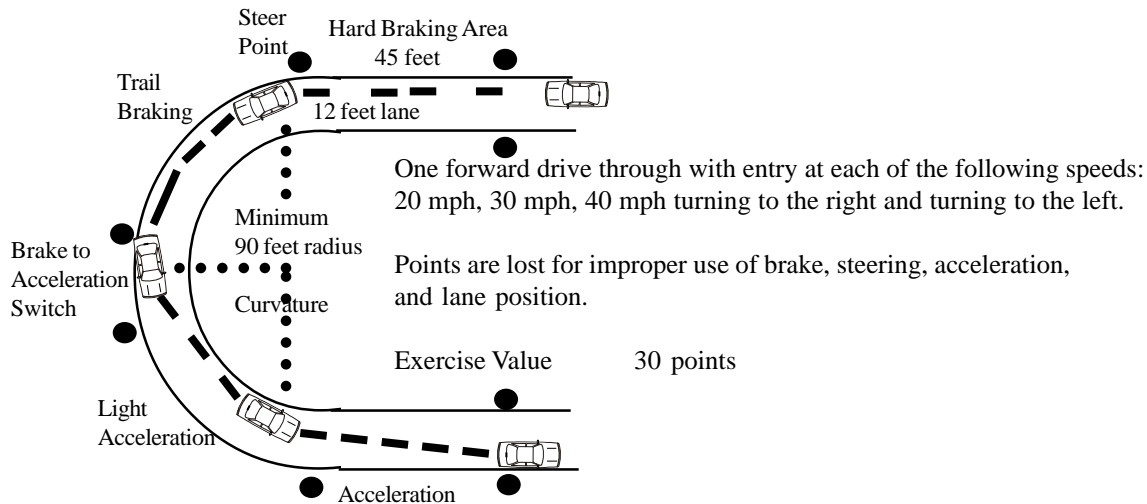 Steer
Point
Hard Braking Area
45 feet
Trail
Braking
12 feet lane
One forward drive through with entry at each of the following speeds:
20 mph, 30 mph, 40 mph turning to the right and turning to the left.
Minimum
90 feet radius
Brake to
Acceleration
Switch
Points are lost for improper use of brake, steering, acceleration,
and lane position.
Curvature
Exercise Value 30 points
Light
Acceleration
Acceleration